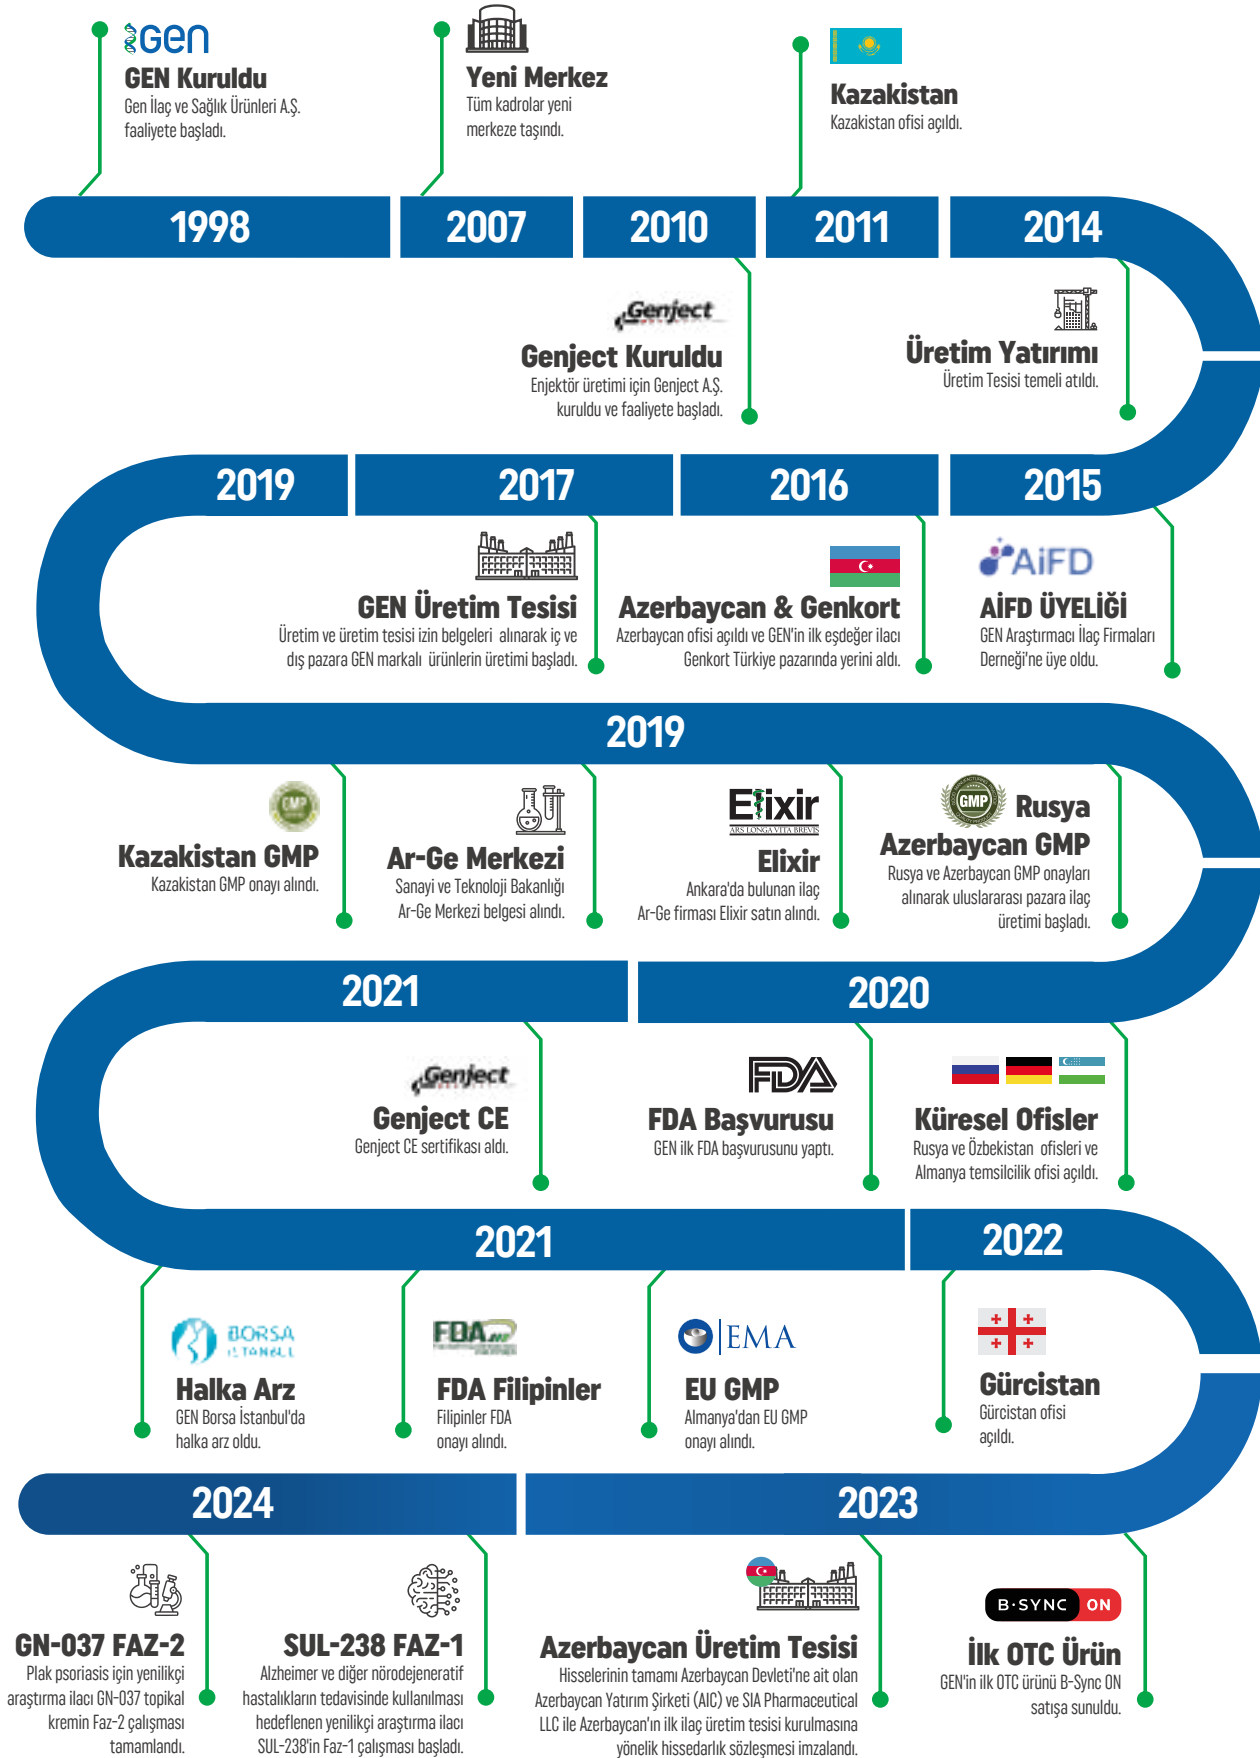 Gen
GEN Kuruldu
Gen İlaç ve Sağlık Ürünleri A.Ş.
faaliyete başladı.
Yeni Merkez
Tüm kadrolar yeni
merkeze taşındı.
Kazakistan
Kazakistan ofisi açıldı.
1998
2007
2010
2011
2014
Genject
Genject Kuruldu
Enjektör üretimi için Genject A.Ş.
kuruldu ve faaliyete başladı.
Üretim Yatırımı
Üretim Tesisi temeli atıldı.
2019
2017
2016
2015
GEN Üretim Tesisi
Üretim ve üretim tesisi izin belgeleri alınarak iç ve
dış pazara GEN markalı ürünlerin üretimi başladı.
Azerbaycan & Genkort
Azerbaycan ofisi açıldı ve GEN'in ilk eşdeğer ilacı
Genkort Türkiye pazarında yerini aldı.
AiFD
AİFD ÜYELİĞİ
GEN Araştırmacı İlaç Firmaları
Derneği'ne üye oldu.
2019
GMP
Kazakistan GMP
Kazakistan GMP onayı alındı.
Ar-Ge Merkezi
Sanayi ve Teknoloji Bakanlığı
Ar-Ge Merkezi belgesi alındı.
Elixir
ARS LONGA VITA BREVIS
Elixir
Ankara'da bulunan ilaç
Ar-Ge firması Elixir satın alındı.
GMP
Rusya
Azerbaycan GMP
Rusya ve Azerbaycan GMP onayları
alınarak uluslararası pazara ilaç
üretimi başladı.
2021
2020
Genject
Genject CE
Genject CE sertifikası aldı.
FDA
FDA Başvurusu
GEN ilk FDA başvurusunu yaptı.
Küresel Ofisler
Rusya ve Özbekistan ofisleri ve
Almanya temsilcilik ofisi açıldı.
2021
2022
BORSA
İSTANBUL
Halka Arz
GEN Borsa İstanbul'da
halka arz oldu.
FDA
FDA Filipinler
Filipinler FDA
onayı alındı.
EMA
EU GMP
Almanya'dan EU GMP
onayı alındı.
Gürcistan
Gürcistan ofisi
açıldı.
2024
2023
GN-037 FAZ-2
Plak psoriasis için yenilikçi
araştırma ilacı GN-037 topikal
kremin Faz-2 çalışması
tamamlandı.
SUL-238 FAZ-1
Alzheimer ve diğer nörodejeneratif
hastalıkların tedavisinde kullanılması
hedeflenen yenilikçi araştırma ilacı
SUL-238'in Faz-1 çalışması başladı.
Azerbaycan Üretim Tesisi
Hisselerinin tamamı Azerbaycan Devleti'ne ait olan
Azerbaycan Yatırım Şirketi (AIC) ve SIA Pharmaceutical
LLC ile Azerbaycan'ın ilk ilaç üretim tesisi kurulmasına
yönelik hissedarlık sözleşmesi imzalandı.
B·SYNC ON
İlk OTC Ürün
GEN'in ilk OTC ürünü B-Sync ON
satışa sunuldu.